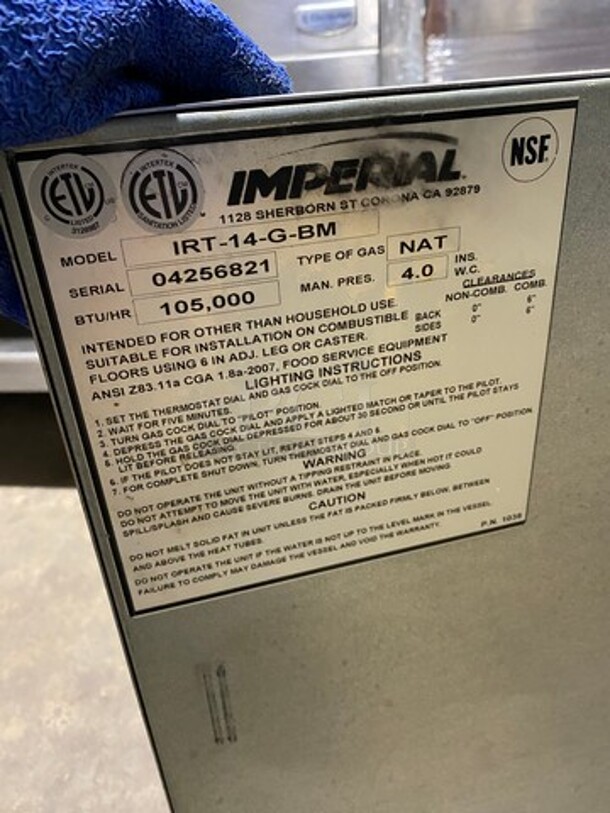 INTERTEK
ETL
LISTED
INTERTEK
ETL
SANITATION LISTED
IMPERIAL
NSF
1128 SHERBORN ST CORONA CA 92879
MODEL IRT-14-G-BM
SERIAL 04256821 TYPE OF GAS NAT
BTU/HR 105,000 MAN. PRES. 4.0 INS. W.C.
CLEARANCES
NON-COMB. COMB.
BACK 0" 6"
SIDES 0" 6"
INTENDED FOR OTHER THAN HOUSEHOLD USE.
SUITABLE FOR INSTALLATION ON COMBUSTIBLE
FLOORS USING 6 IN ADJ. LEG OR CASTER.
ANSI Z83.11a CGA 1.8a-2007, FOOD SERVICE EQUIPMENT
LIGHTING INSTRUCTIONS
1. SET THE THERMOSTAT DIAL AND GAS COCK DIAL TO THE OFF POSITION.
2. WAIT FOR FIVE MINUTES.
3. TURN GAS COCK DIAL TO "PILOT" POSITION.
4. DEPRESS THE GAS COCK DIAL AND APPLY A LIGHTED MATCH OR TAPER TO THE PILOT.
5. HOLD THE GAS COCK DIAL DEPRESSED FOR ABOUT 30 SECOND OR UNTIL THE PILOT STAYS
LIT BEFORE RELEASING.
6. IF THE PILOT DOES NOT STAY LIT, REPEAT STEPS 4 AND 5.
7. FOR COMPLETE SHUT DOWN, TURN THERMOSTAT DIAL AND GAS COCK DIAL TO "OFF" POSITION
WARNING
DO NOT OPERATE THE UNIT WITHOUT A TIPPING RESTRAINT IN PLACE.
DO NOT ATTEMPT TO MOVE THE UNIT WITH WATER, ESPECIALLY WHEN HOT IT COULD
SPILL/SPLASH AND CAUSE SEVERE BURNS. DRAIN THE UNIT BEFORE MOVING
CAUTION
DO NOT MELT SOLID FAT IN UNIT UNLESS THE FAT IS PACKED FIRMLY BELOW, BETWEEN
AND ABOVE THE HEAT TUBES.
DO NOT OPERATE THE UNIT IF THE WATER IS NOT UP TO THE LEVEL MARK IN THE VESSEL
FAILURE TO COMPLY MAY DAMAGE THE VESSEL AND VOID THE WARRANTY.
P.N. 1038